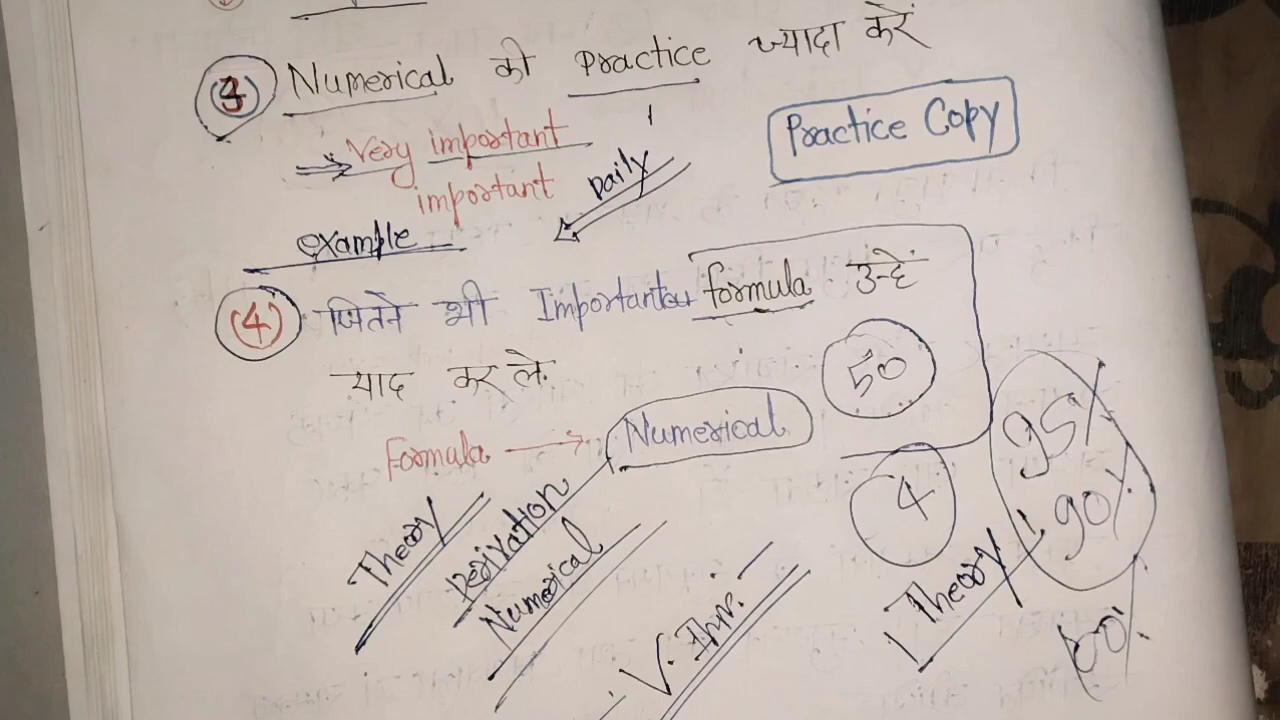 (3) Numerical की Practice ज्यादा करें
⇒ Very important
important
Daily
Practice Copy
example
(4) जितने भी Important formula उन्हें
याद कर ले
50
Formula → Numerical
4
95%
90%
Theory
Derivation
Numerical
V. Imp.
Theory